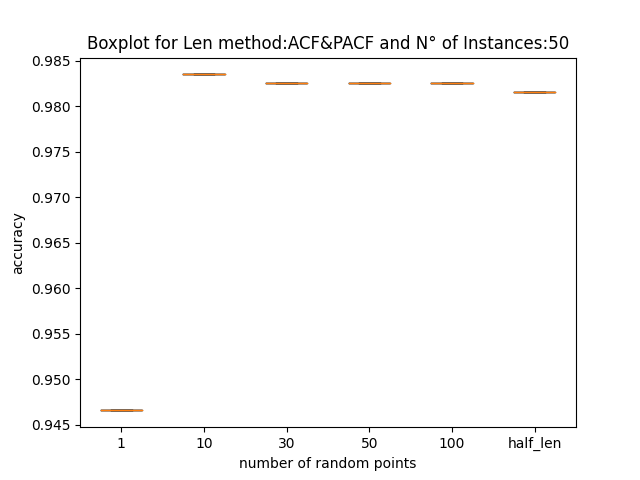 Boxplot for Len method:ACF&PACF and N° of Instances:50
0.985
0.980
0.975
0.970
0.965
0.960
0.955
0.950
0.945
accuracy
1 10 30 50 100 half_len
number of random points